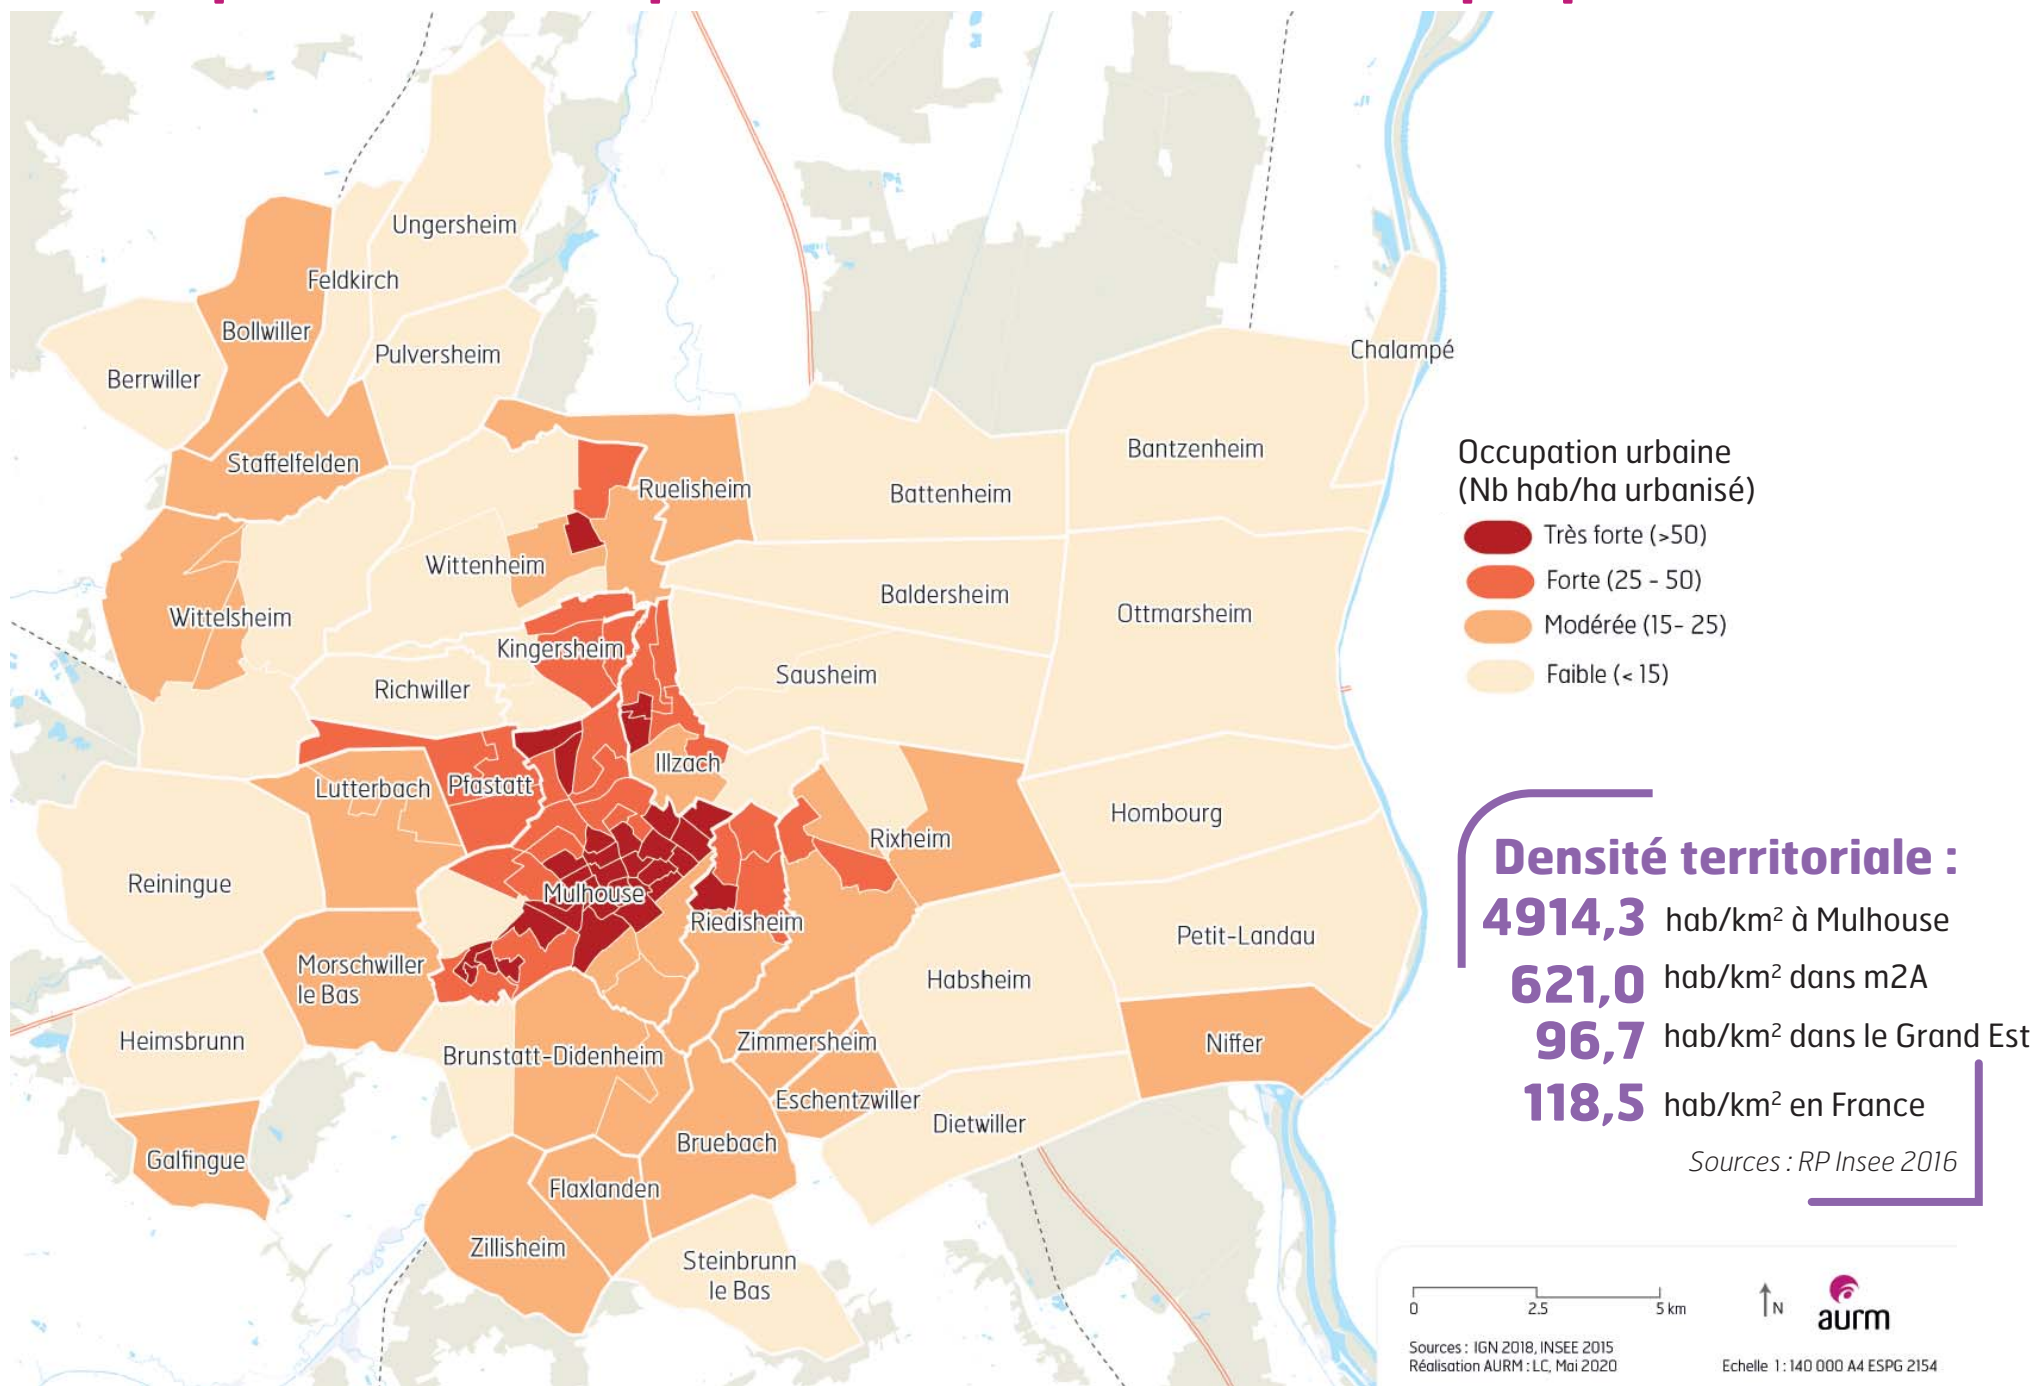 Ungersheim
Feldkirch
Bollwiller
Pulversheim
Berrwiller
Chalampé
Staffelfelden
Ruelisheim
Battenheim
Bantzenheim
Wittenheim
Wittelsheim
Baldersheim
Ottmarsheim
Kingersheim
Richwiller
Sausheim
Illzach
Lutterbach
Pfastatt
Rixheim
Hombourg
Reiningue
Mulhouse
Riedisheim
Petit-Landau
Morschwiller
le Bas
Habsheim
Heimsbrunn
Brunstatt-Didenheim
Zimmersheim
Niffer
Eschentzwiller
Dietwiller
Galfingue
Bruebach
Flaxlanden
Zillisheim
Steinbrunn
le Bas
Occupation urbaine
(Nb hab/ha urbanisé)
Très forte (>50)
Forte (25 - 50)
Modérée (15- 25)
Faible (< 15)
Densité territoriale :
4914,3 hab/km² à Mulhouse
621,0 hab/km² dans m2A
96,7 hab/km² dans le Grand Est
118,5 hab/km² en France
Sources : RP Insee 2016
0 2.5 5 km
N
aurm
Sources : IGN 2018, INSEE 2015
Réalisation AURM : LC, Mai 2020
Echelle 1 : 140 000 A4 ESPG 2154